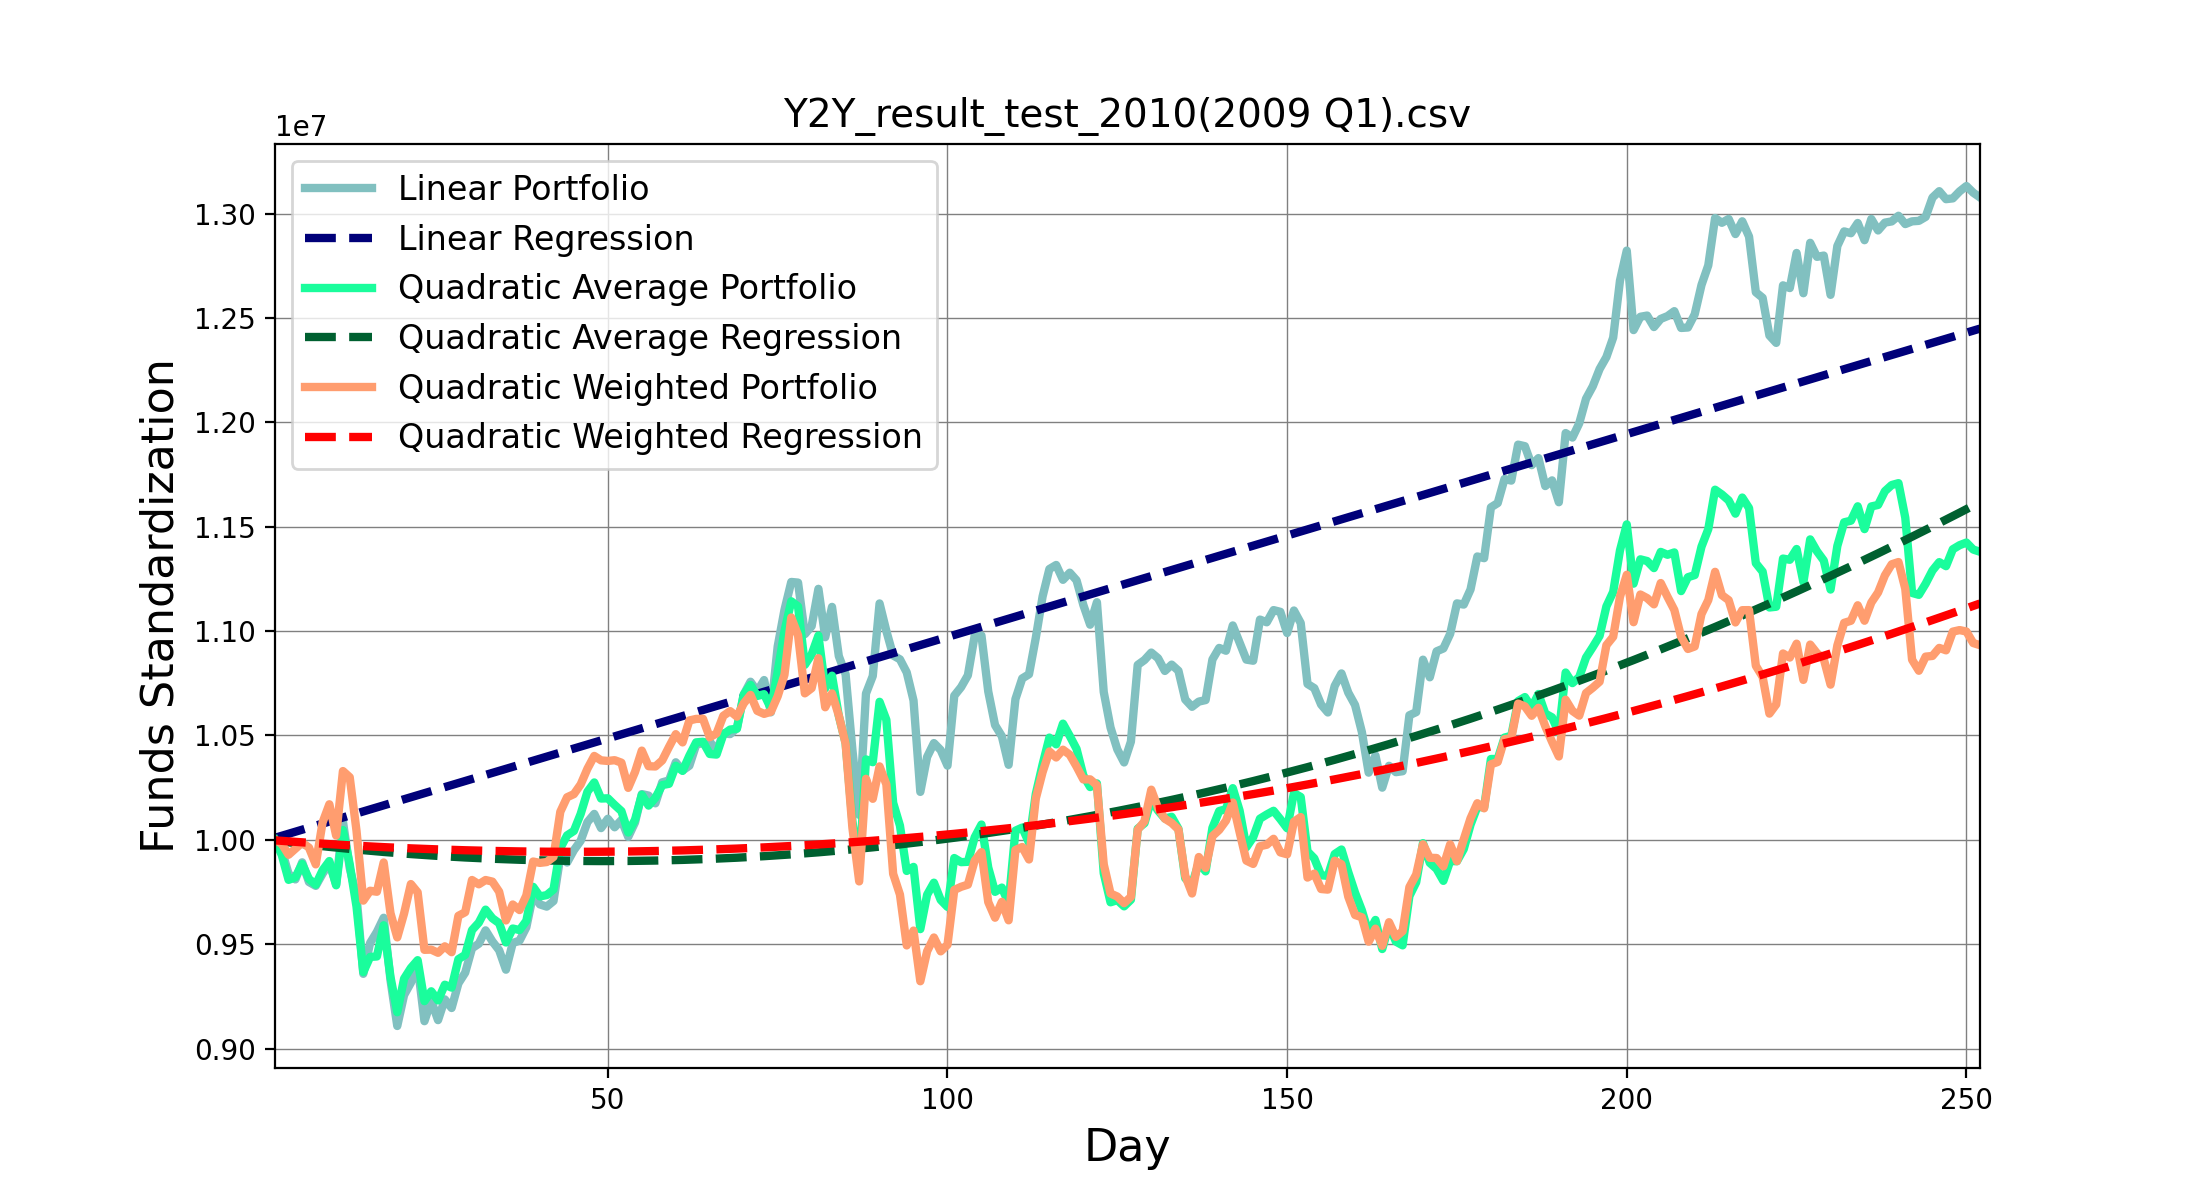 Y2Y_result_test_2010(2009 Q1).csv
1e7
Linear Portfolio
Linear Regression
Quadratic Average Portfolio
Quadratic Average Regression
Quadratic Weighted Portfolio
Quadratic Weighted Regression
Funds Standardization
1.30
1.25
1.20
1.15
1.10
1.05
1.00
0.95
0.90
50 100 150 200 250
Day